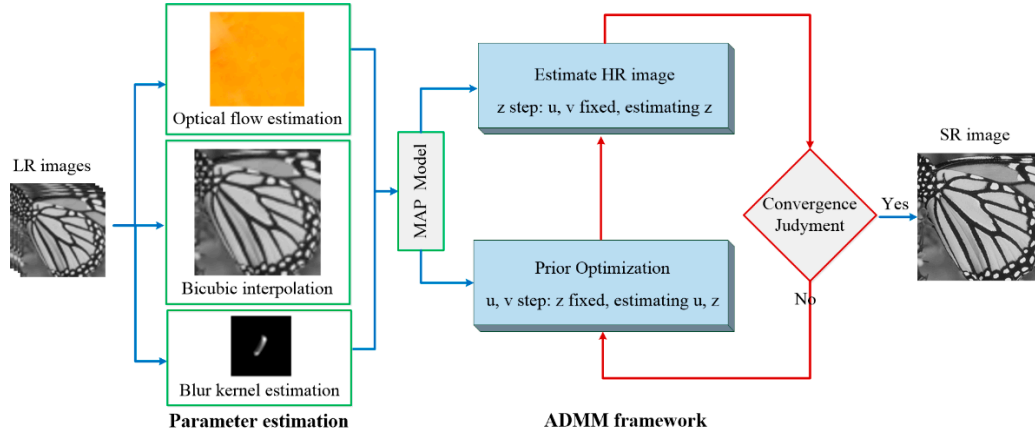 LR images
Optical flow estimation
Bicubic interpolation
Blur kernel estimation
Parameter estimation
MAP Model
Estimate HR image
z step: u, v fixed, estimating z
Prior Optimization
u, v step: z fixed, estimating u, z
ADMM framework
Convergence
Judyment
Yes
No
SR image